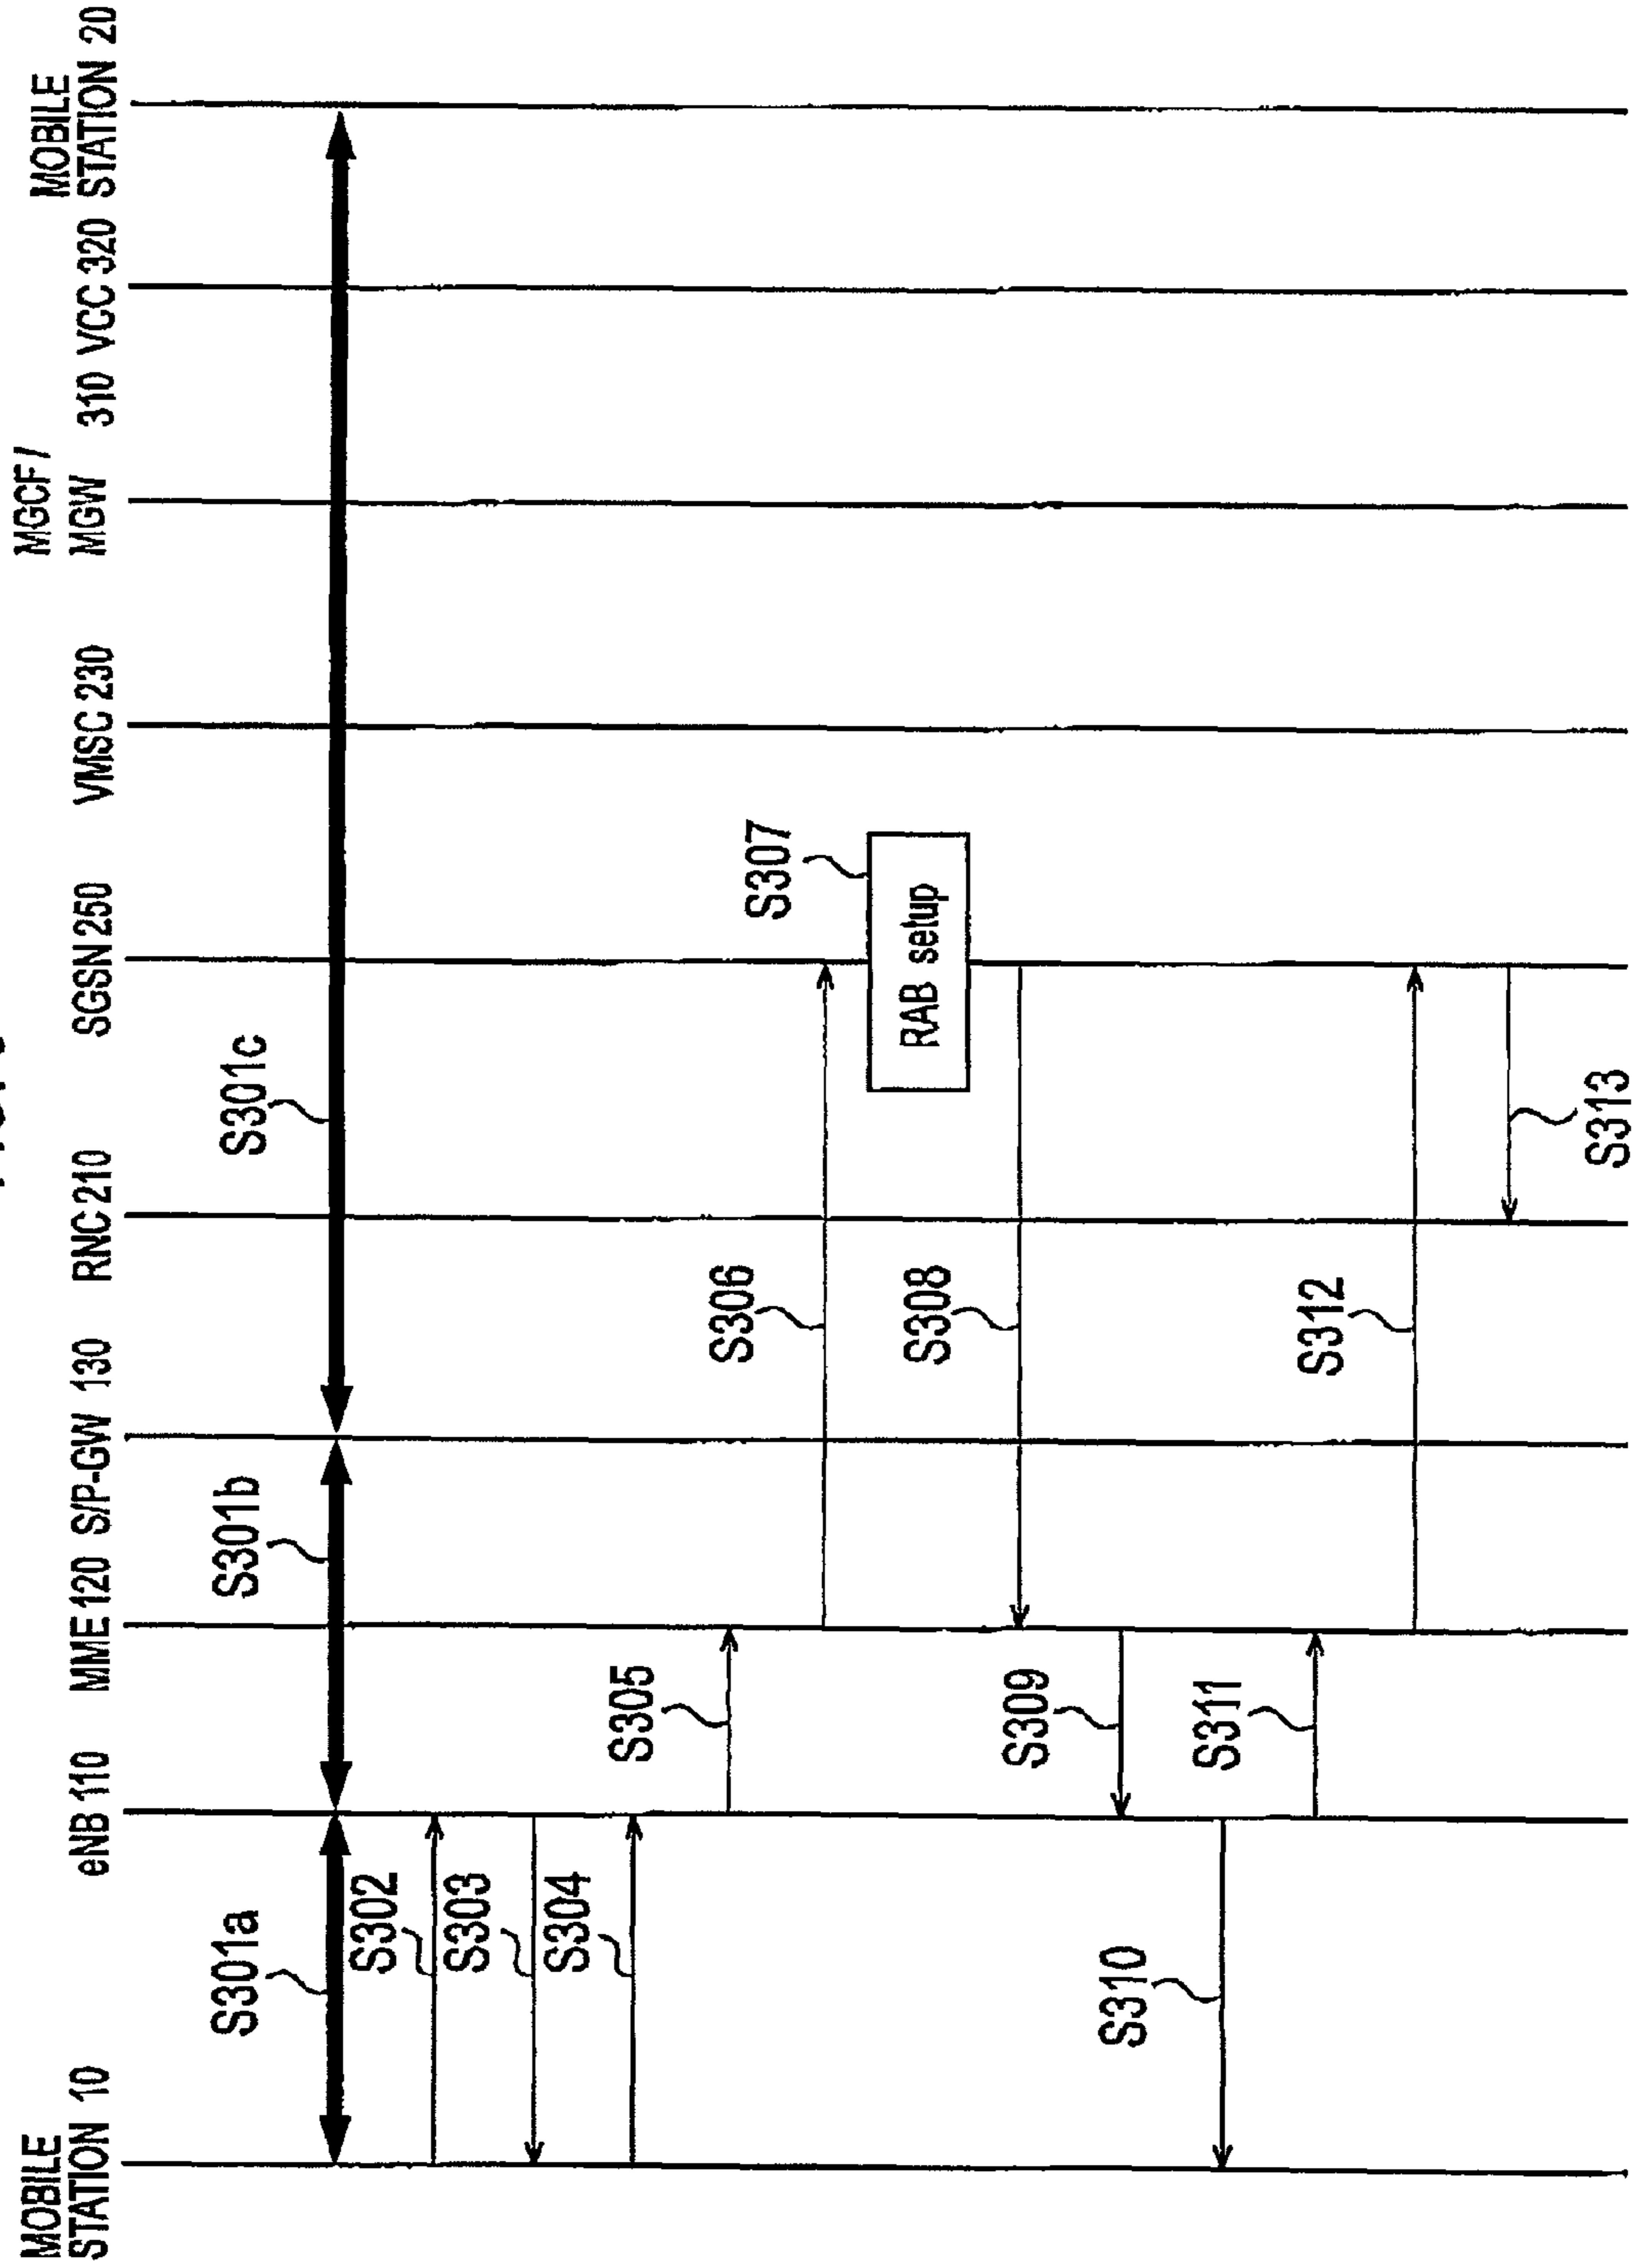 MOBILE
STATION 10
eNB 110
MME 120
S/P-GW 130
RNC 210
SGSN 250
VMSC 230
MGCF /
MGW 310
VCC 320
MOBILE
STATION 20
S301a
S301b
S301c
S302
S303
S304
S305
S306
S307
RAB setup
S308
S309
S310
S311
S312
S313